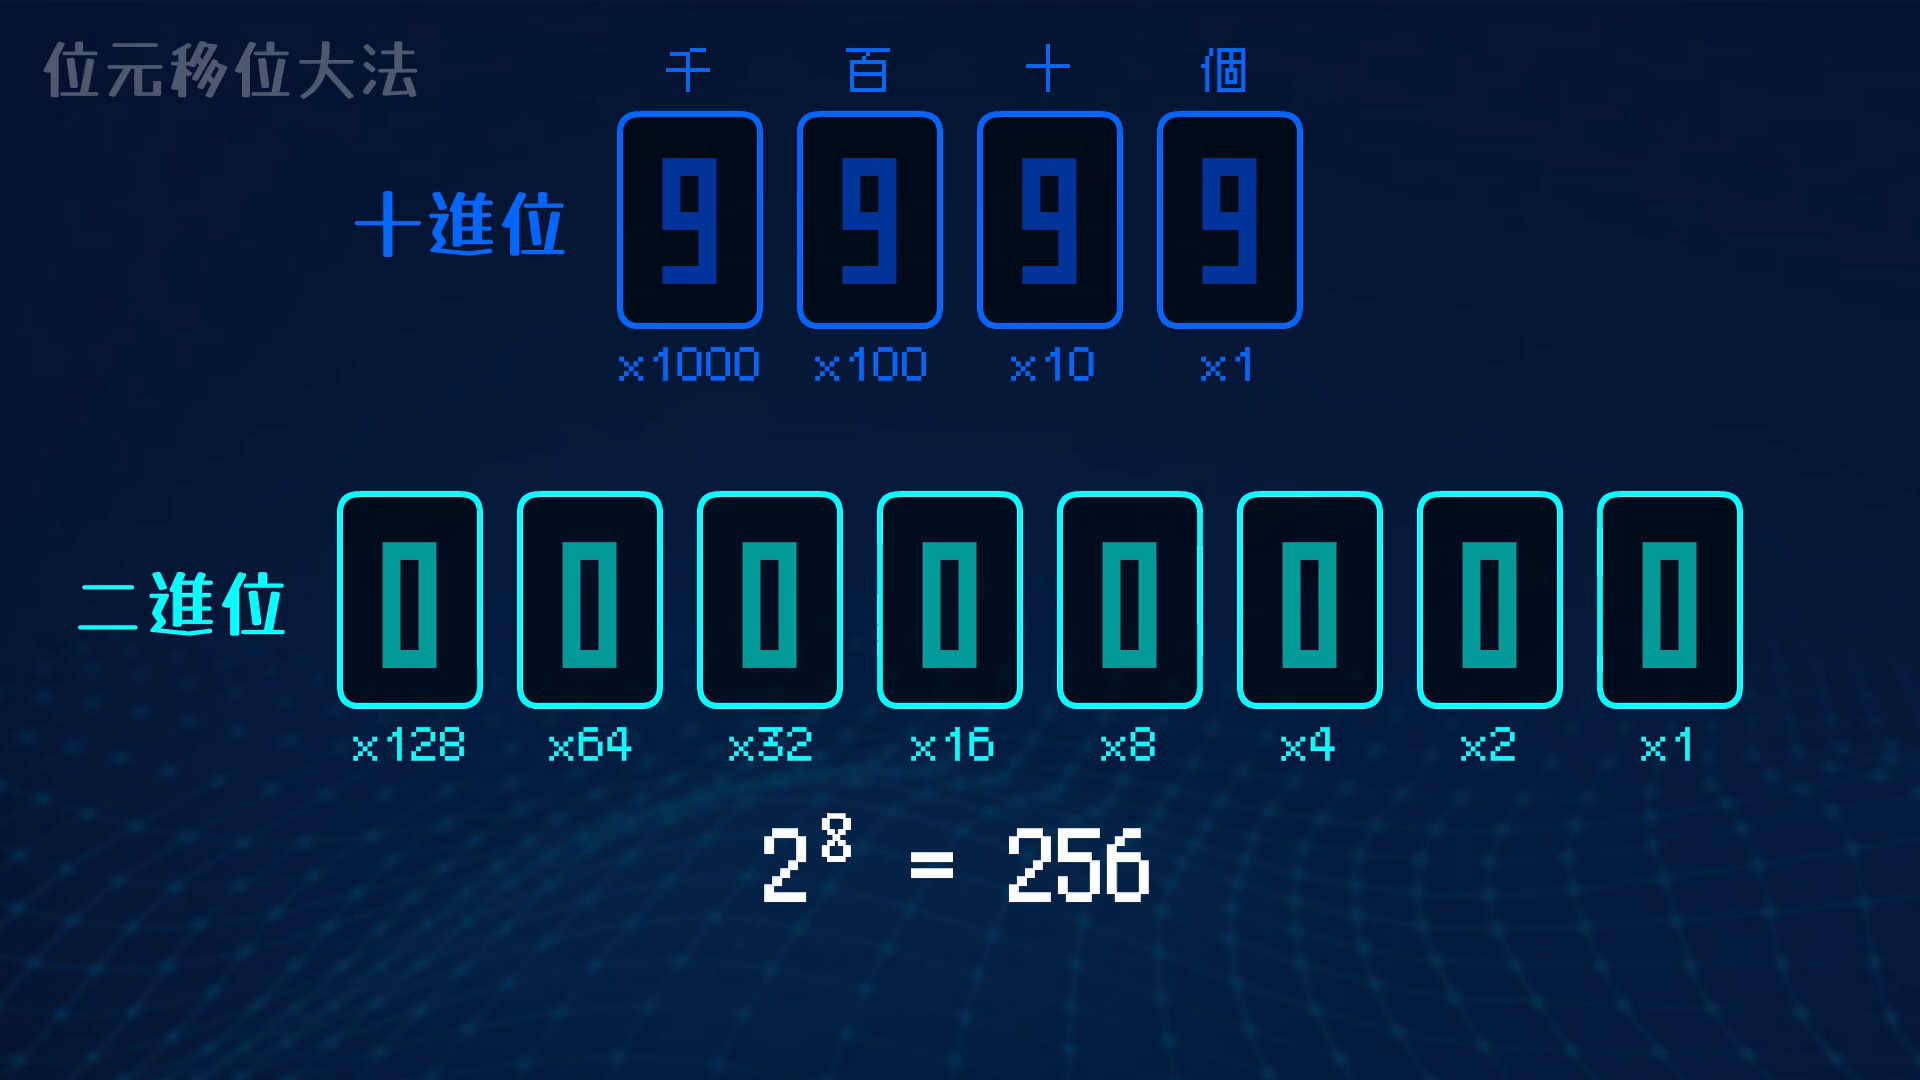 位元移位大法
千 百 十 個
十進位 9 9 9 9
x1000 x100 x10 x1
二進位 0 0 0 0 0 0 0 0
x128 x64 x32 x16 x8 x4 x2 x1
2⁸ = 256